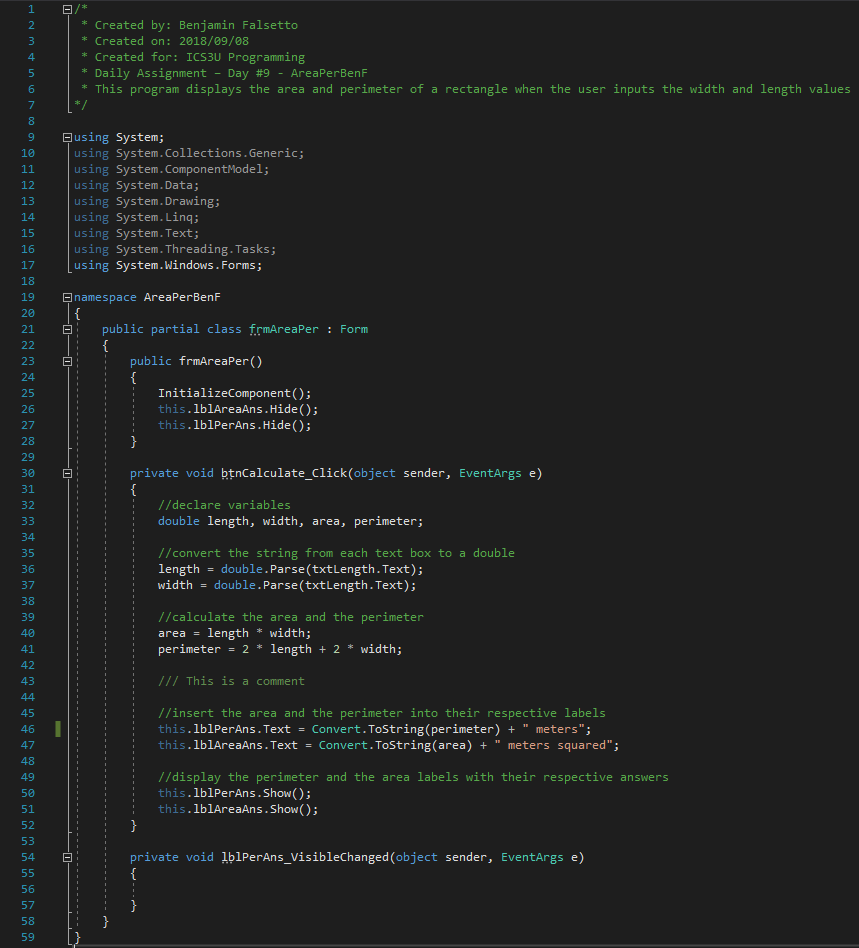 1 /*
2  * Created by: Benjamin Falsetto
3  * Created on: 2018/09/08
4  * Created for: ICS3U Programming
5  * Daily Assignment – Day #9 - AreaPerBenF
6  * This program displays the area and perimeter of a rectangle when the user inputs the width and length values
7 */
8
9 using System;
10 using System.Collections.Generic;
11 using System.ComponentModel;
12 using System.Data;
13 using System.Drawing;
14 using System.Linq;
15 using System.Text;
16 using System.Threading.Tasks;
17 using System.Windows.Forms;
18
19 namespace AreaPerBenF
20 {
21     public partial class frmAreaPer : Form
22     {
23         public frmAreaPer()
24         {
25             InitializeComponent();
26             this.lblAreaAns.Hide();
27             this.lblPerAns.Hide();
28         }
29
30         private void btnCalculate_Click(object sender, EventArgs e)
31         {
32             //declare variables
33             double length, width, area, perimeter;
34
35             //convert the string from each text box to a double
36             length = double.Parse(txtLength.Text);
37             width = double.Parse(txtLength.Text);
38
39             //calculate the area and the perimeter
40             area = length * width;
41             perimeter = 2 * length + 2 * width;
42
43             /// This is a comment
44
45             //insert the area and the perimeter into their respective labels
46             this.lblPerAns.Text = Convert.ToString(perimeter) + " meters";
47             this.lblAreaAns.Text = Convert.ToString(area) + " meters squared";
48
49             //display the perimeter and the area labels with their respective answers
50             this.lblPerAns.Show();
51             this.lblAreaAns.Show();
52         }
53
54         private void lblPerAns_VisibleChanged(object sender, EventArgs e)
55         {
56
57         }
58     }
59 }